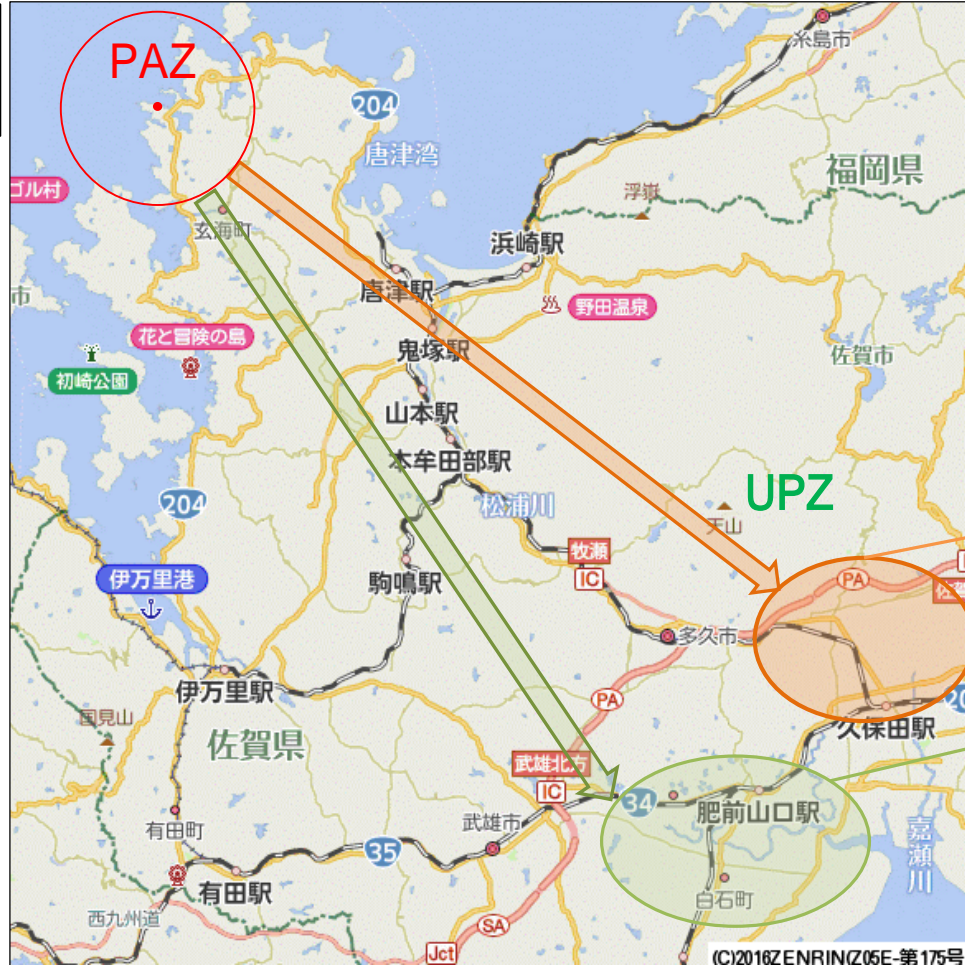 PAZ
糸島市
204
唐津湾
福岡県
ゴル村
浮嶽
玄海町
浜崎駅
市
唐津駅
野田温泉
花と冒険の島
鬼塚駅
佐賀市
初崎公園
山本駅
本牟田部駅
UPZ
204
松浦川
天山
牧瀬
IC
PA
伊万里港
駒鳴駅
佐賀
多久市
伊万里駅
PA
20
国見山
久保田駅
佐賀県
武雄北方
IC
34
肥前山口駅
有田町
武雄市
嘉瀬川
35
有田駅
白石町
西九州道
SA
Jct
(C)2016ZENRIN(Z05E-第175号